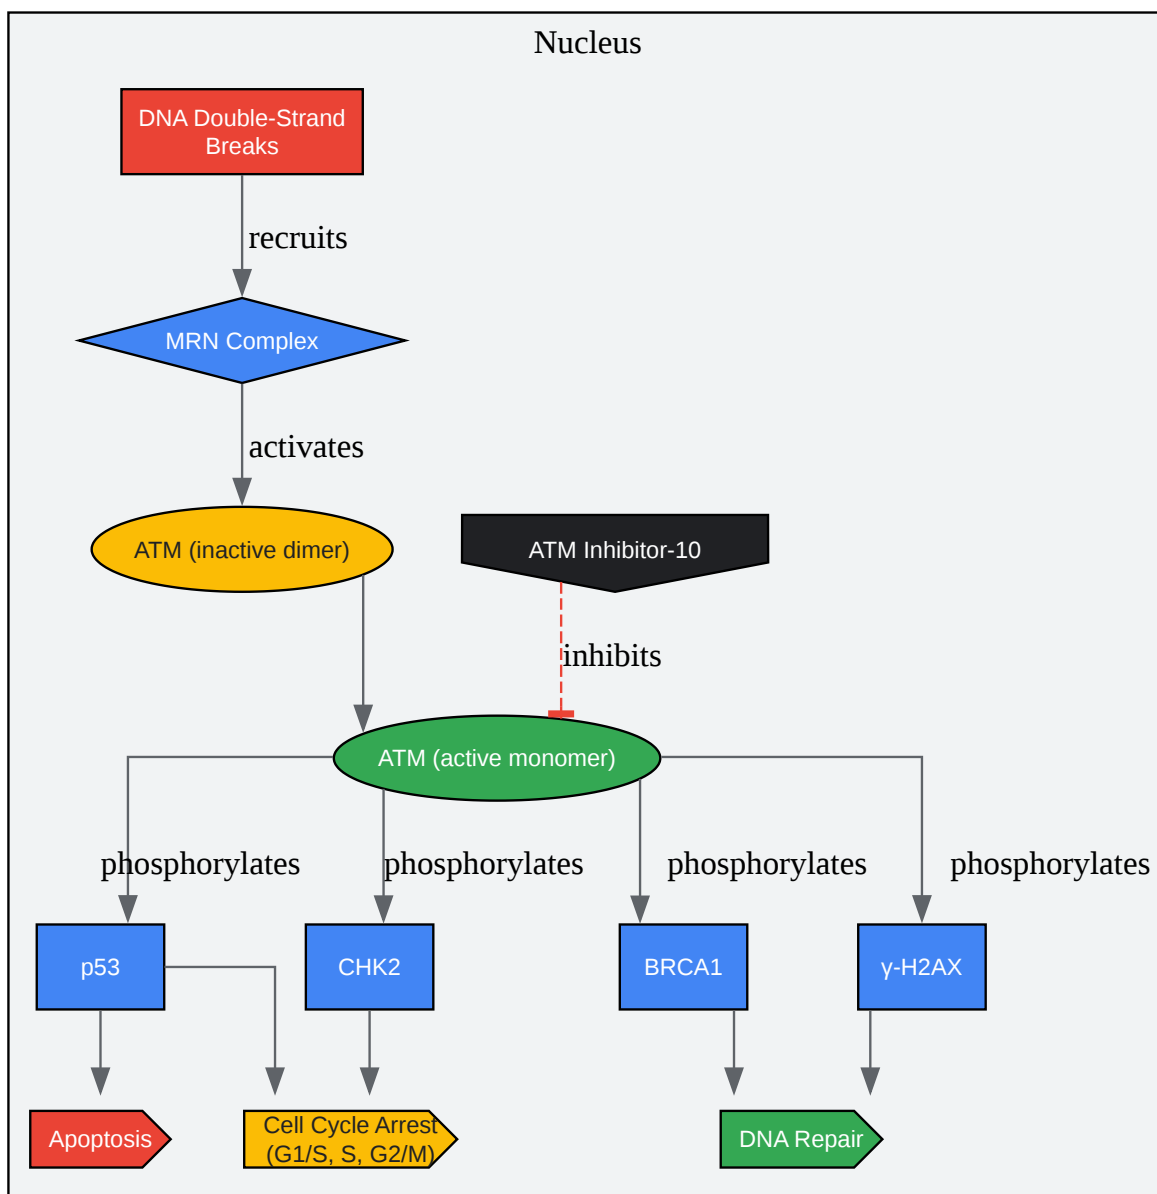 Nucleus
DNA Double-Strand
Breaks
recruits
MRN Complex
activates
ATM (inactive dimer)
ATM Inhibitor-10
inhibits
ATM (active monomer)
phosphorylates
phosphorylates
phosphorylates
phosphorylates
p53
CHK2
BRCA1
γ-H2AX
Apoptosis
Cell Cycle Arrest
(G1/S, S, G2/M)
DNA Repair